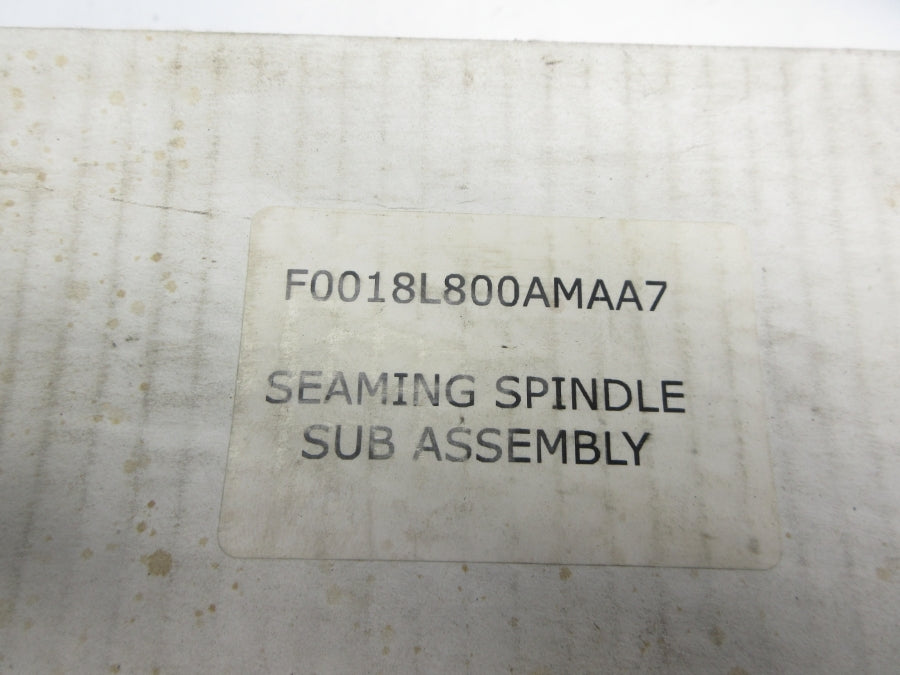 F0018L800AMAA7
SEAMING SPINDLE
SUB ASSEMBLY